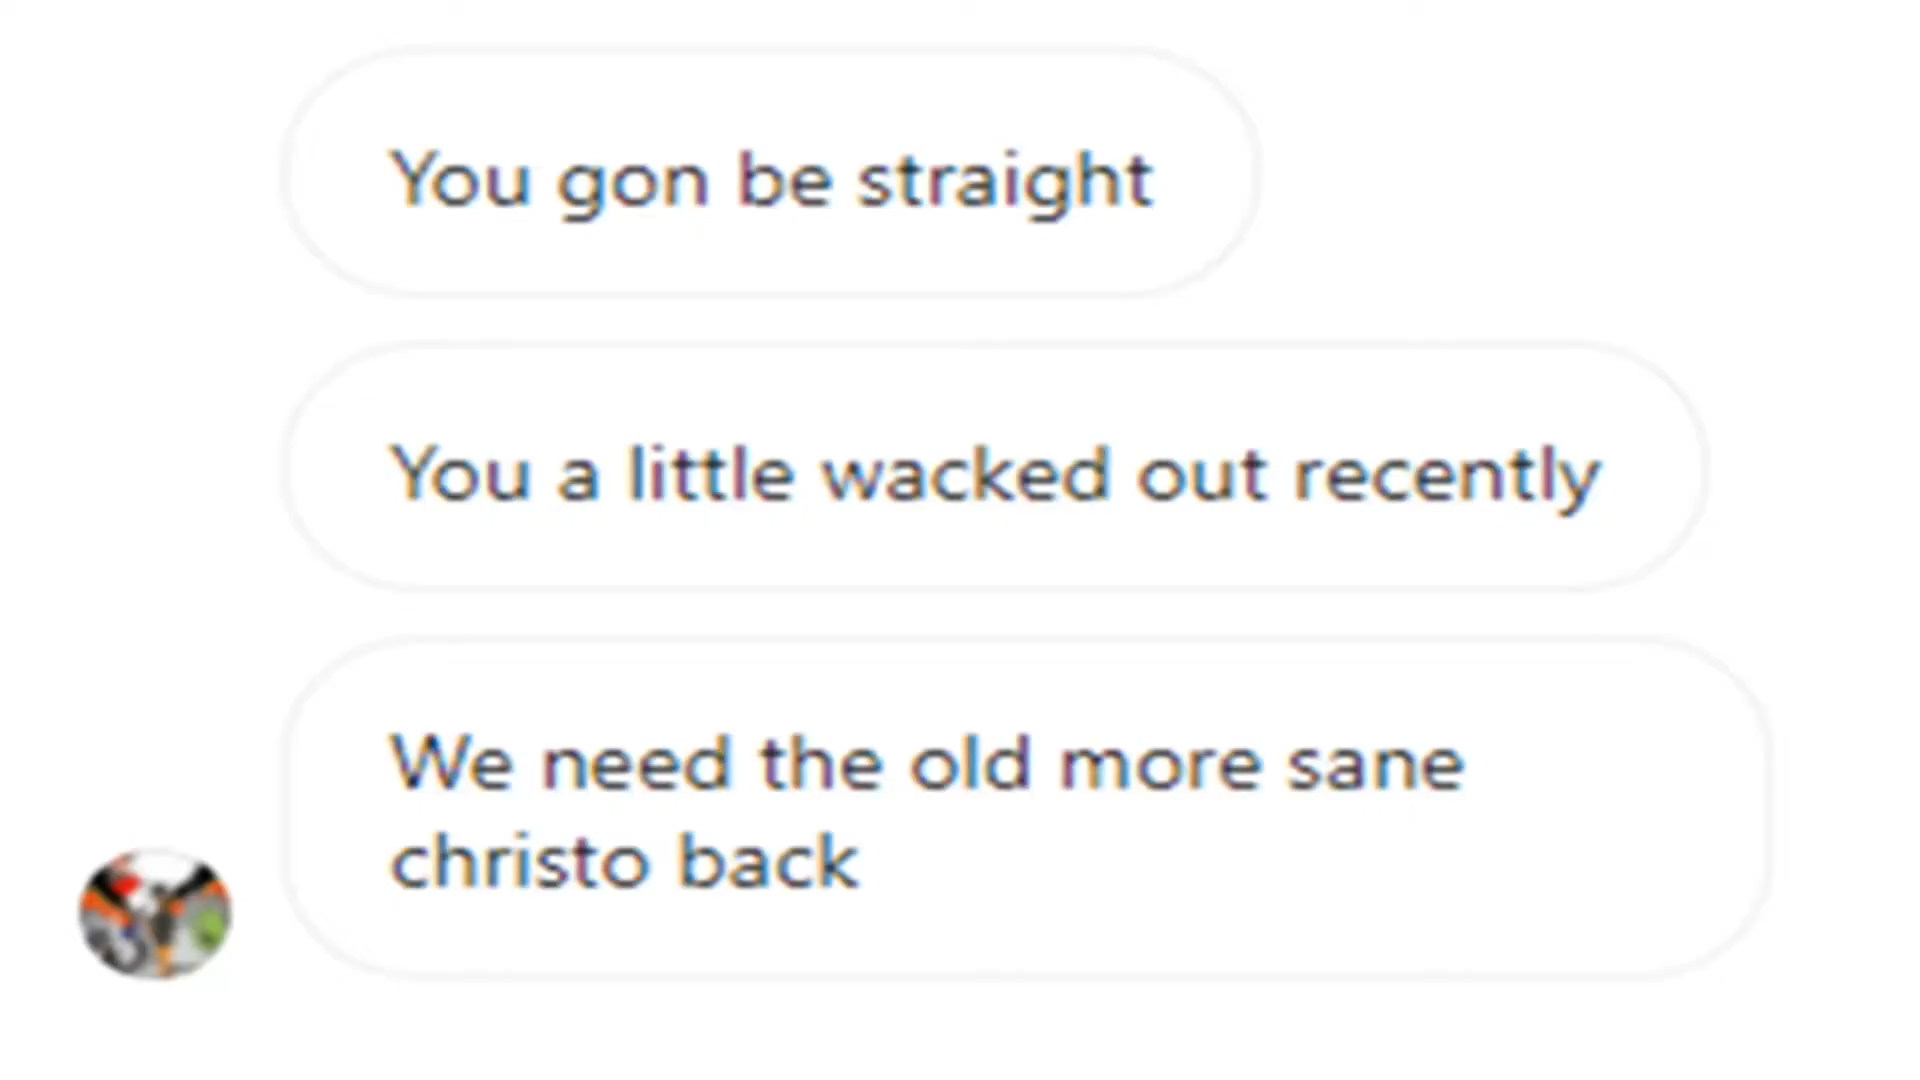 You gon be straight
You a little wacked out recently
We need the old more sane
christo back